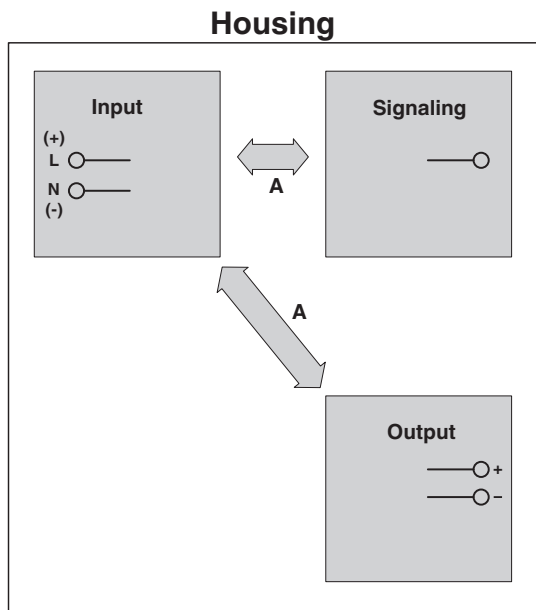 Housing
Input
(+)
L
N
(-)
A
Signaling
A
Output
+
–